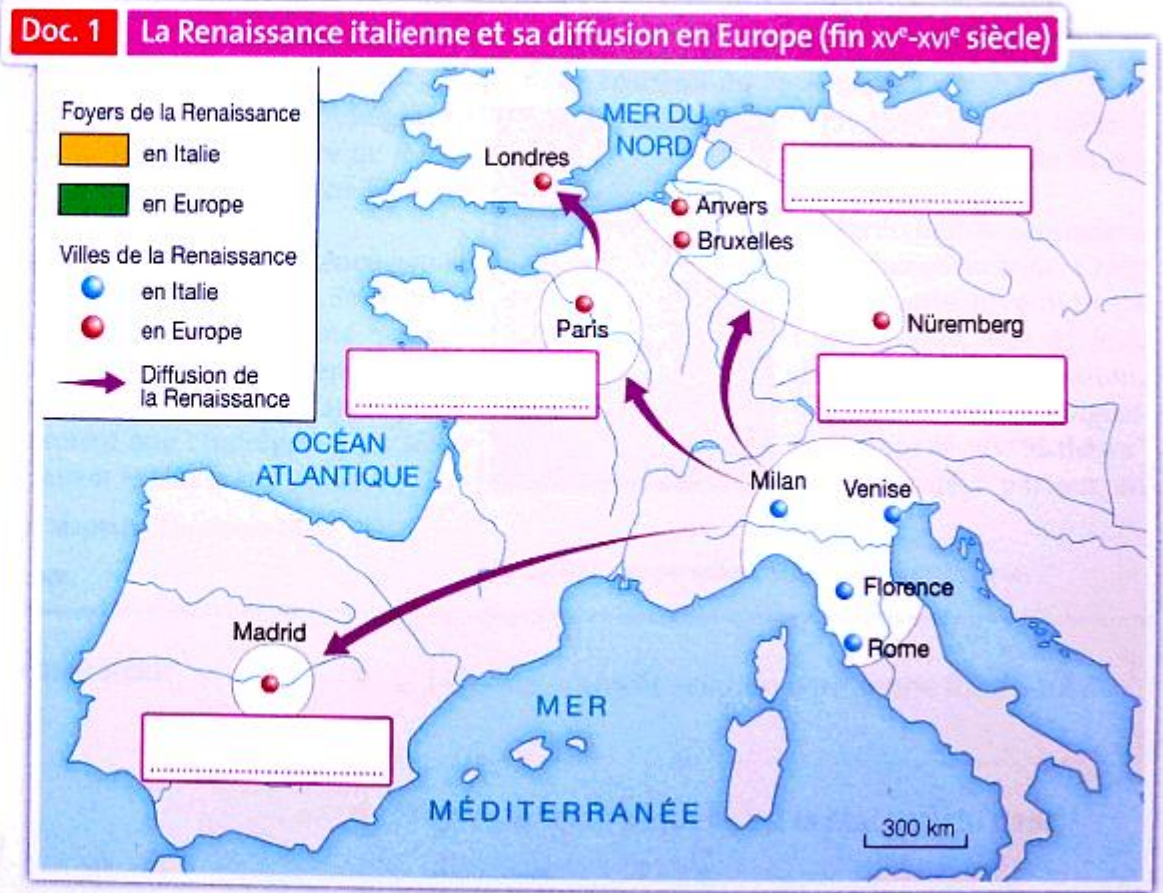 Doc. 1 La Renaissance italienne et sa diffusion en Europe (fin XVe-XVIe siècle)
Foyers de la Renaissance
en Italie
en Europe
Villes de la Renaissance
en Italie
en Europe
Diffusion de
la Renaissance
MER DU
NORD
Londres
Anvers
Bruxelles
Paris
Nüremberg
OCÉAN
ATLANTIQUE
Milan
Venise
Florence
Rome
Madrid
MER
MÉDITERRANÉE
300 km